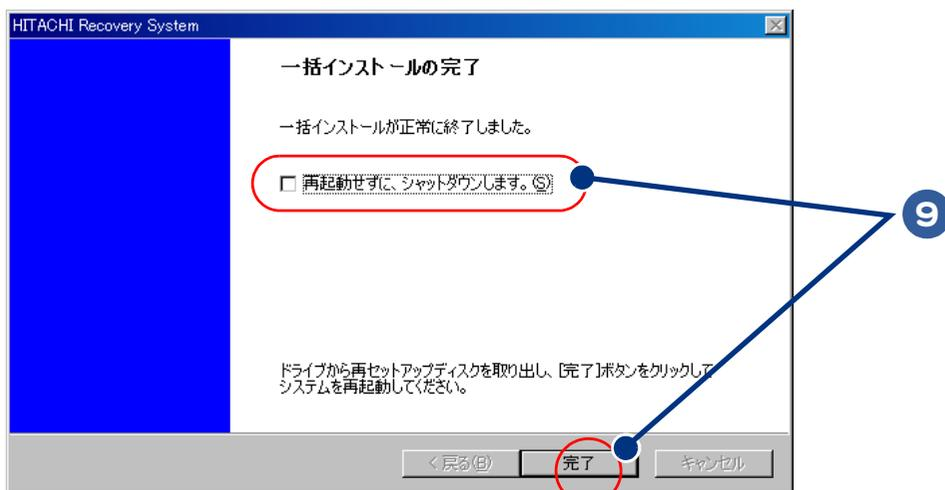 HITACHI Recovery System
一括インストールの完了
一括インストールが正常に終了しました。
再起動せずに、シャットダウンします。(S)
9
ドライブから再セットアップディスクを取り出し、[完了]ボタンをクリックして
システムを再起動してください。
< 戻る(B) 完了 キャンセル